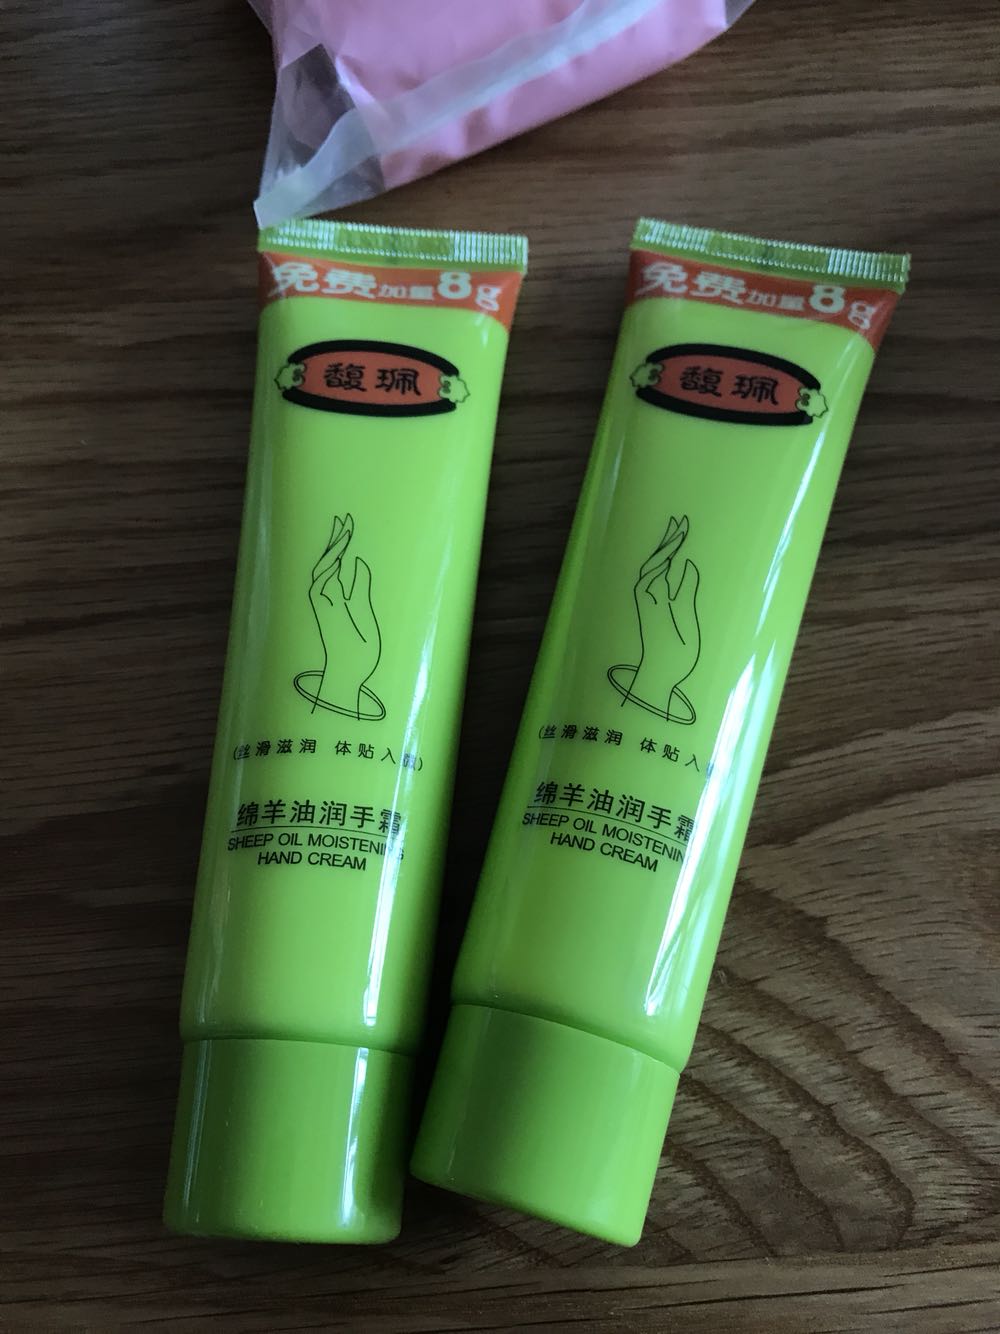 免费加量8g
馥珮
(丝滑滋润 体贴入微)
绵羊油润手霜
SHEEP OIL MOISTENING
HAND CREAM
免费加量8g
馥珮
(丝滑滋润 体贴入
绵羊油润手霜
SHEEP OIL MOISTENIN
HAND CREAM